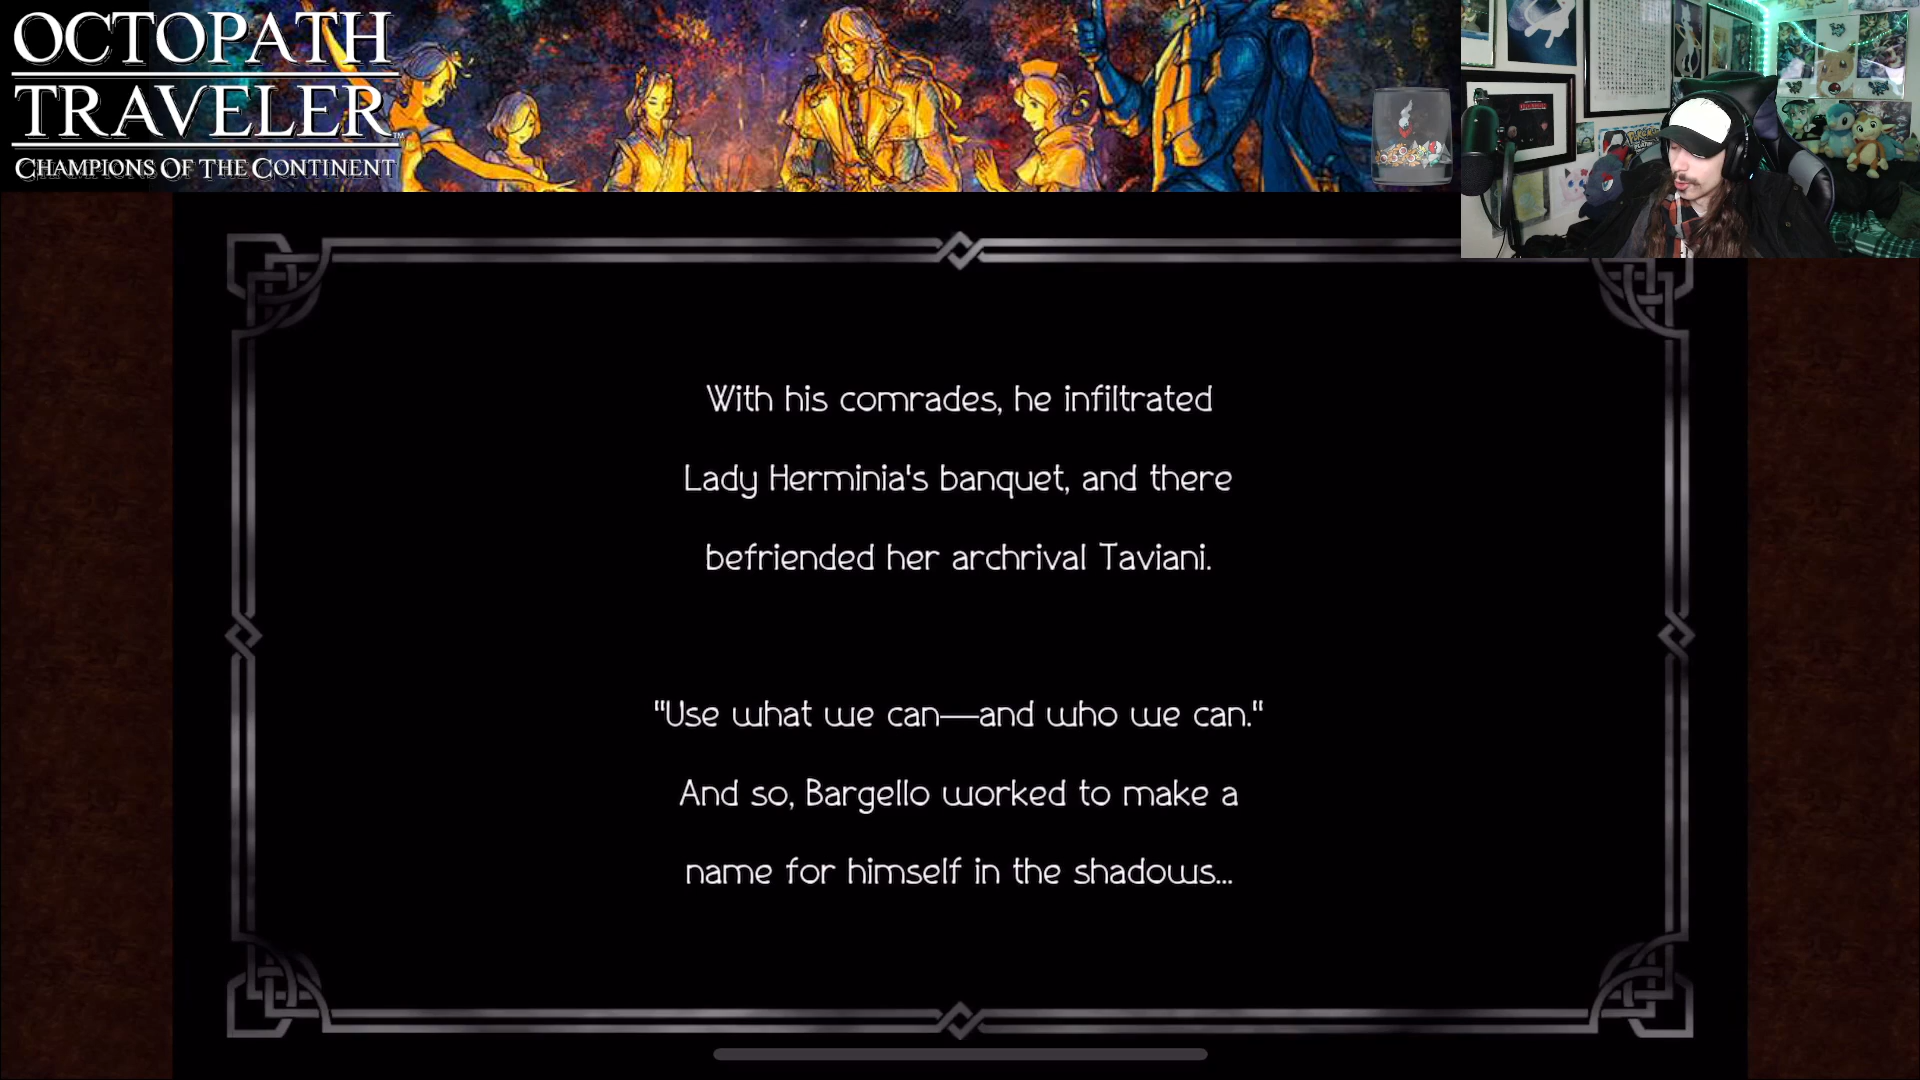 OCTOPATH
TRAVELER™
CHAMPIONS OF THE CONTINENT
With his comrades, he infiltrated
Lady Herminia's banquet, and there
befriended her archrival Taviani.
"Use what we can—and who we can."
And so, Bargello worked to make a
name for himself in the shadows...